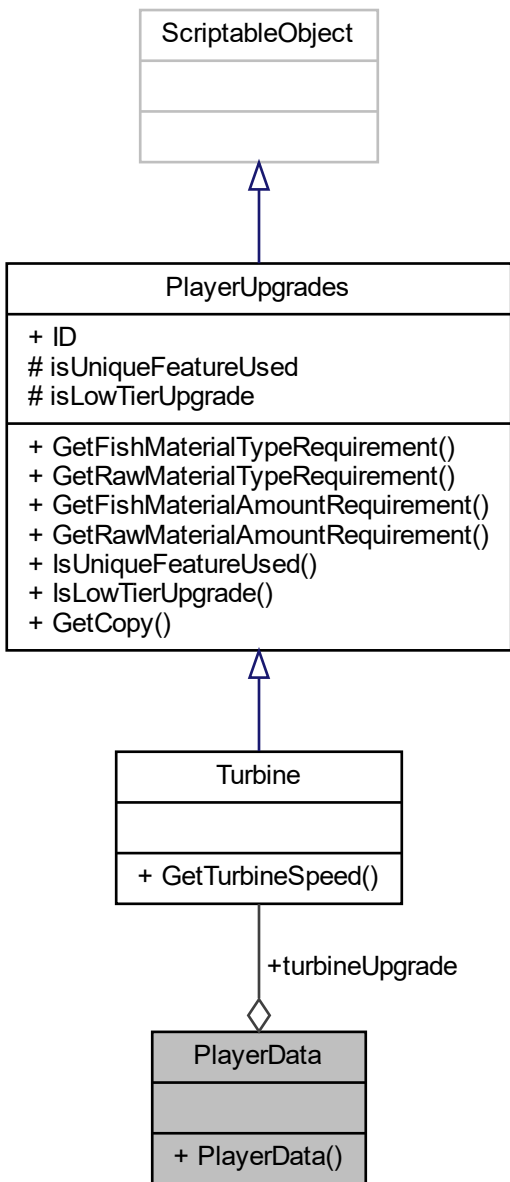 ScriptableObject
PlayerUpgrades
+ ID
# isUniqueFeatureUsed
# isLowTierUpgrade
+ GetFishMaterialTypeRequirement()
+ GetRawMaterialTypeRequirement()
+ GetFishMaterialAmountRequirement()
+ GetRawMaterialAmountRequirement()
+ IsUniqueFeatureUsed()
+ IsLowTierUpgrade()
+ GetCopy()
Turbine
+ GetTurbineSpeed()
+turbineUpgrade
PlayerData
+ PlayerData()